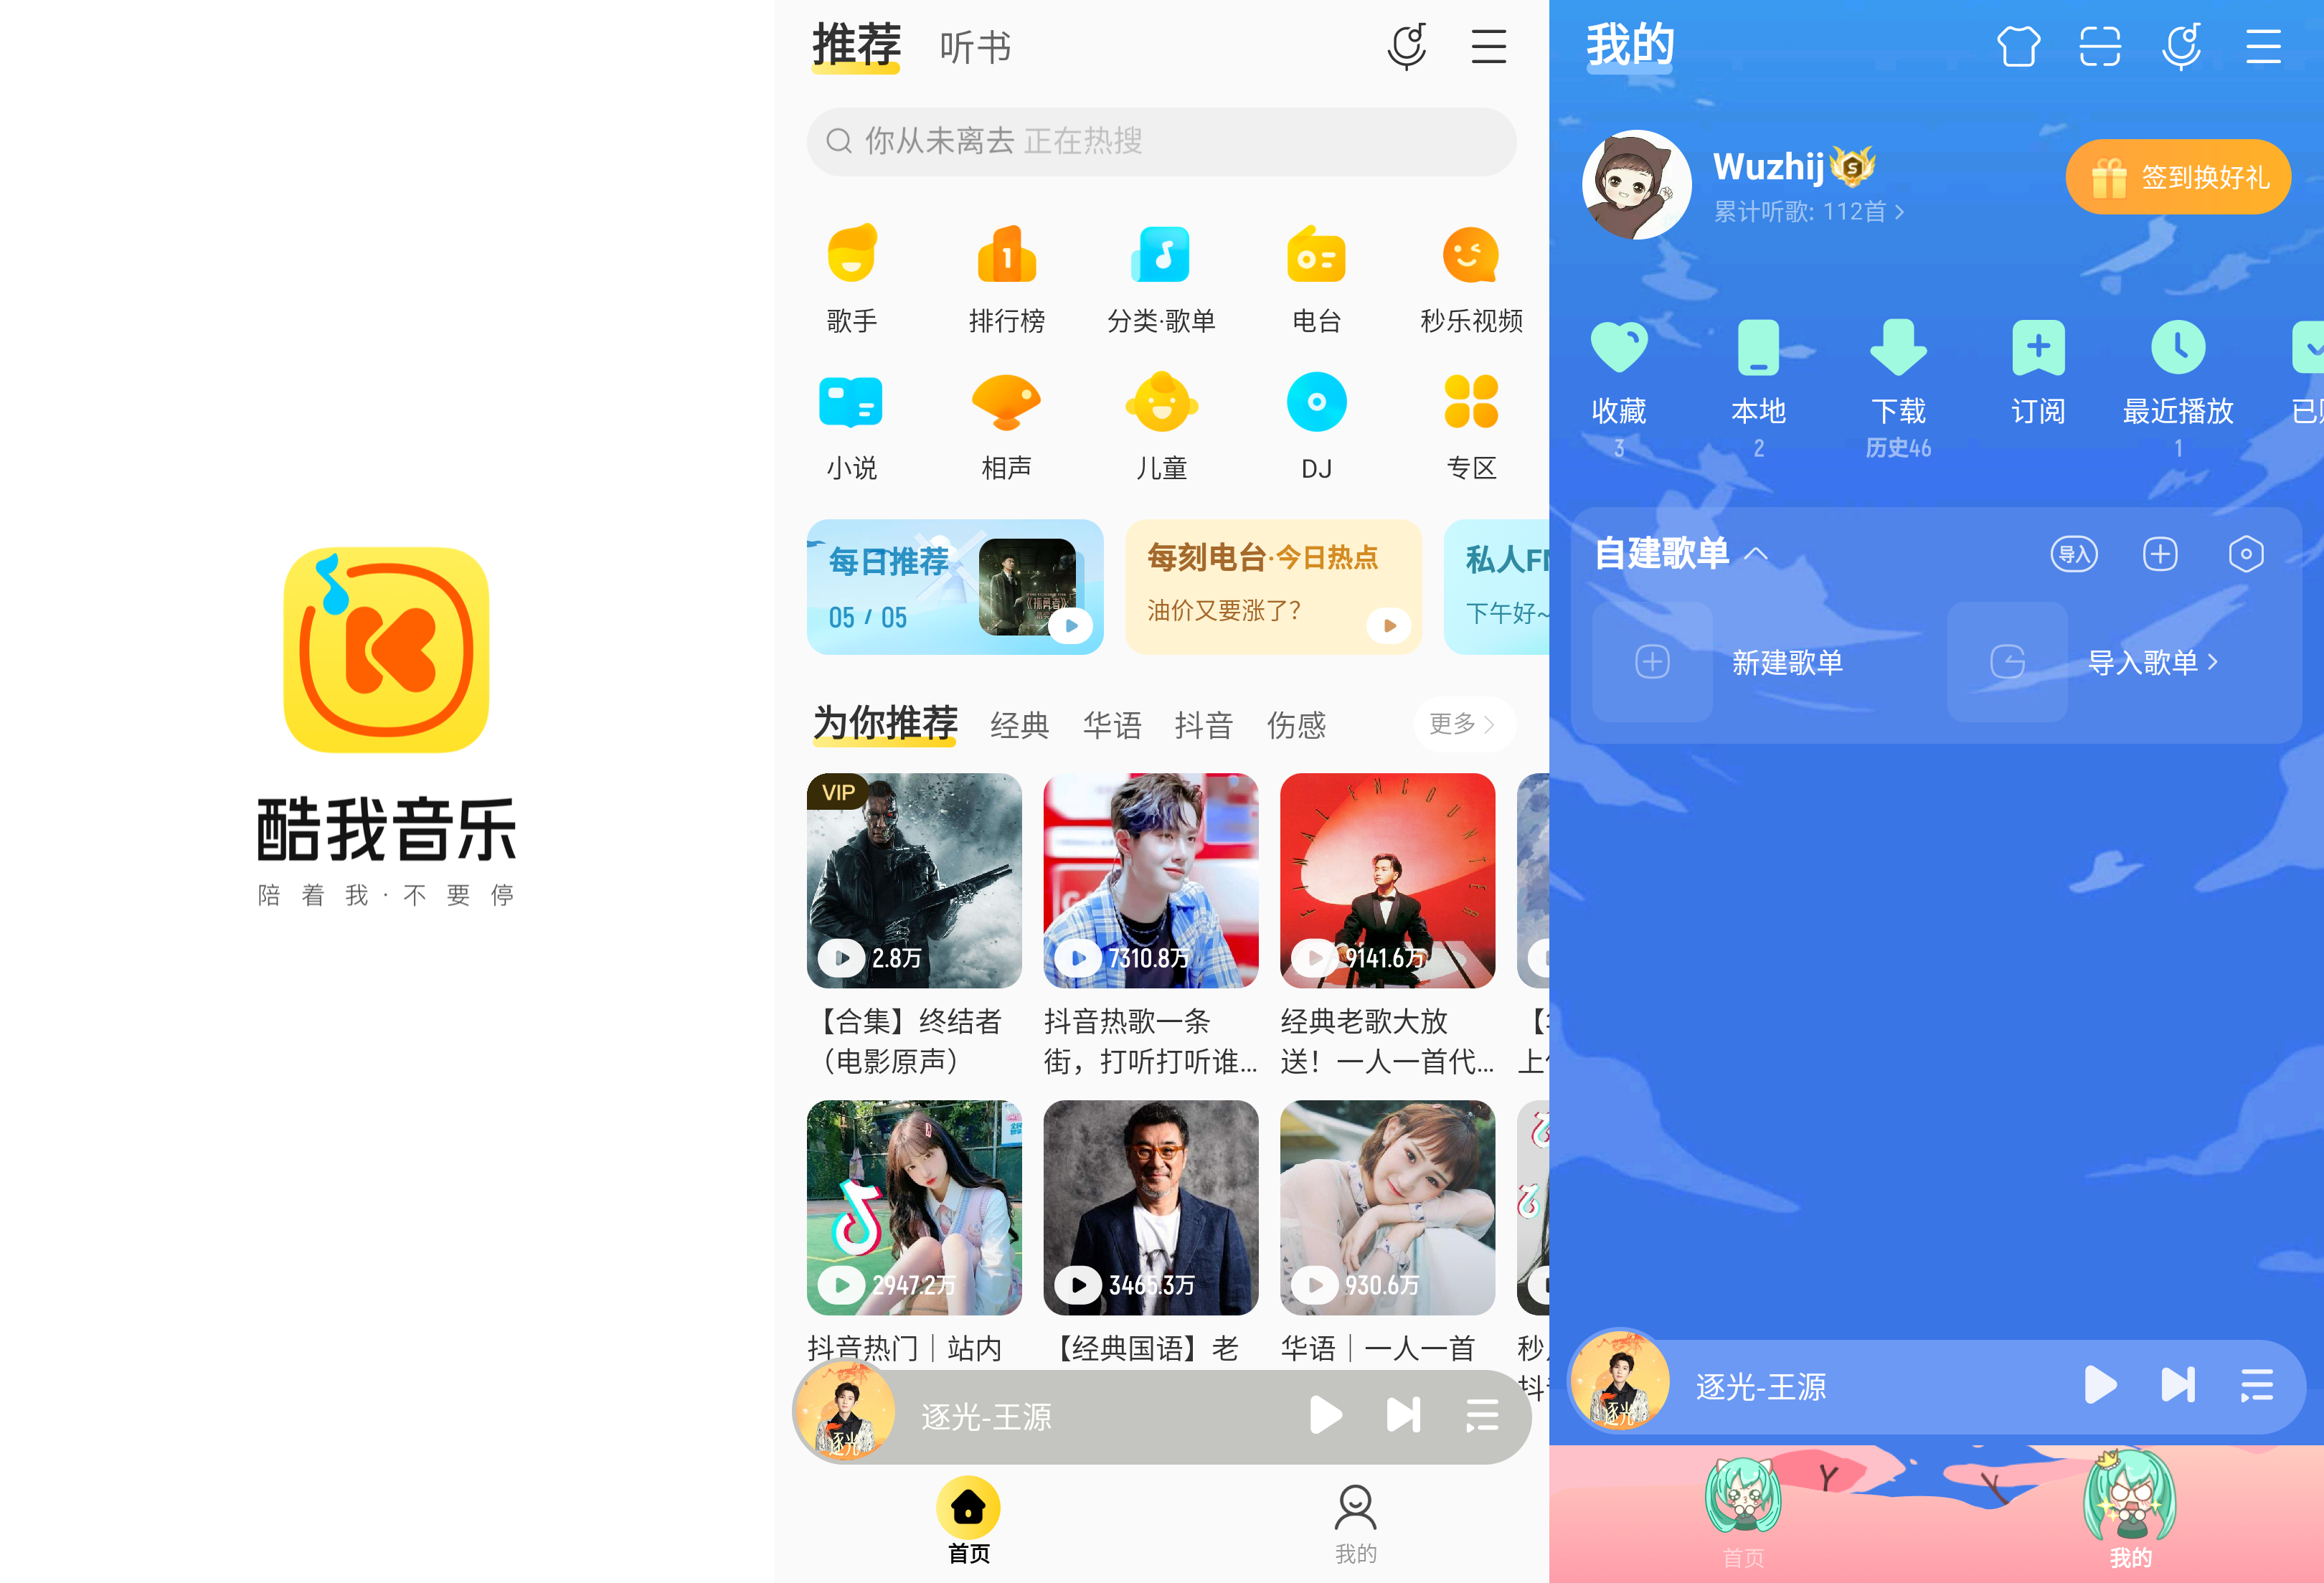 酷我音乐
陪着我·不要停
推荐 听书
你从未离去 正在热搜
歌手 排行榜 分类·歌单 电台 秒乐视频
小说 相声 儿童 DJ 专区
每日推荐
05 / 05
每刻电台·今日热点
油价又要涨了？
私人FM
下午好~
为你推荐 经典 华语 抖音 伤感 更多
VIP
FINAL ENCOUNTER
2.8万 7310.8万 9141.6万
【合集】终结者
（电影原声）
抖音热歌一条
街，打听打听谁...
经典老歌大放
送！一人一首代...
上
2947.2万 3465.3万 930.6万
抖音热门｜站内
【经典国语】老
华语｜一人一首
秒
抖
逐光
逐光-王源
首页 我的
我的
Wuzhij
S
累计听歌: 112首
签到换好礼
收藏 本地 下载 订阅 最近播放 已
3 2 历史46 1
自建歌单 导入
新建歌单 导入歌单
逐光
逐光-王源
首页 我的